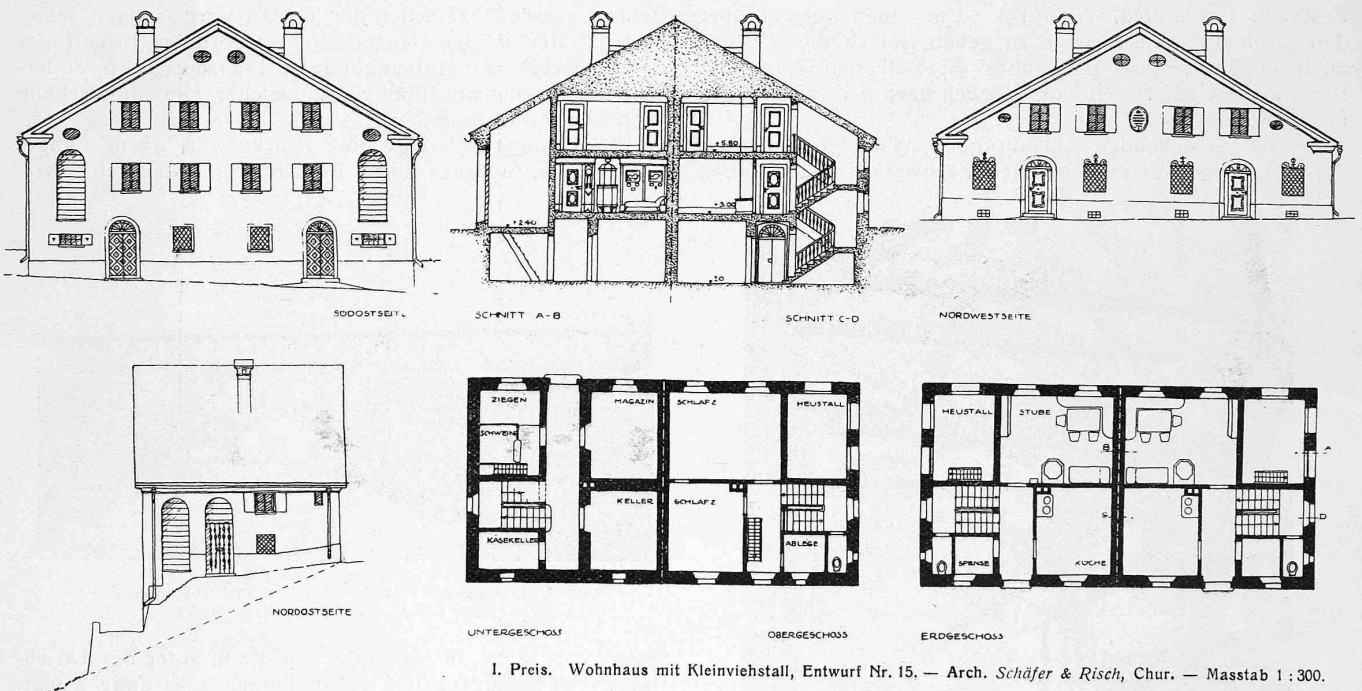 SÜDOSTSEITE
SCHNITT A-B
+2.40
+5.80
+3.00
±0
SCHNITT C-D
NORDWESTSEITE
NORDOSTSEITE
ZIEGEN
SCHWEINE
KÄSEKELLER
MAGAZIN
KELLER
SCHLAFZ
HEUSTALL
SCHLAFZ
ABLEGE
UNTERGESCHOSS
OBERGESCHOSS
HEUSTALL
STUBE
SPENSE
KÜCHE
A
B
D
ERDGESCHOSS
I. Preis. Wohnhaus mit Kleinviehstall, Entwurf Nr. 15. — Arch. Schäfer & Risch, Chur. — Masstab 1 : 300.